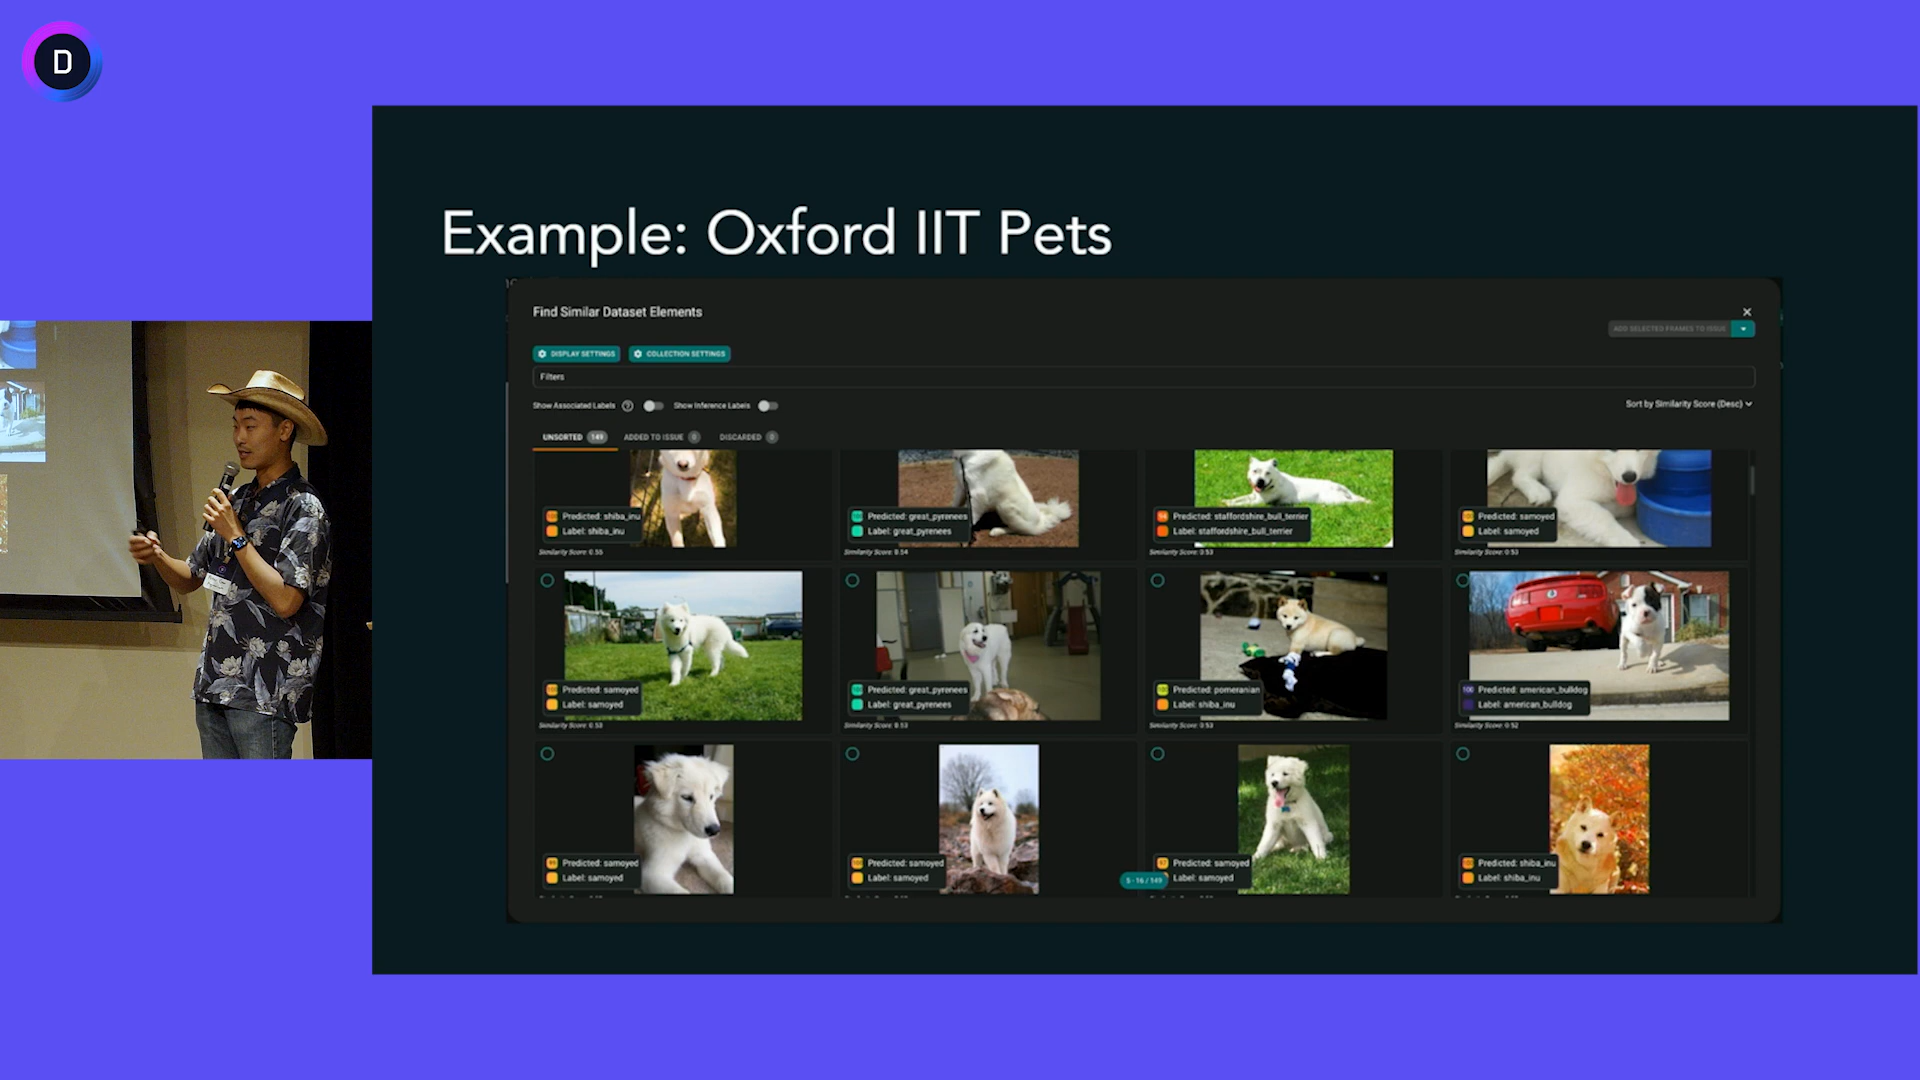 D
Example: Oxford IIT Pets
Find Similar Dataset Elements
ADD SELECTED FRAMES TO ISSUE
DISPLAY SETTINGS
COLLECTION SETTINGS
Filters
Show Associated Labels
Show Inference Labels
Sort by Similarity Score (Desc)
UNSORTED 149
ADDED TO ISSUE 0
DISCARDED 0
Predicted: shiba_inu
Label: shiba_inu
Similarity Score: 0.55
Predicted: great_pyrenees
Label: great_pyrenees
Similarity Score: 0.54
Predicted: staffordshire_bull_terrier
Label: staffordshire_bull_terrier
Similarity Score: 0.53
Predicted: samoyed
Label: samoyed
Similarity Score: 0.53
Predicted: samoyed
Label: samoyed
Similarity Score: 0.53
Predicted: great_pyrenees
Label: great_pyrenees
Similarity Score: 0.53
Predicted: pomeranian
Label: shiba_inu
Similarity Score: 0.53
100 Predicted: american_bulldog
Label: american_bulldog
Similarity Score: 0.52
Predicted: samoyed
Label: samoyed
Predicted: samoyed
Label: samoyed
Predicted: samoyed
Label: samoyed
Predicted: shiba_inu
Label: shiba_inu
5 - 16 / 149